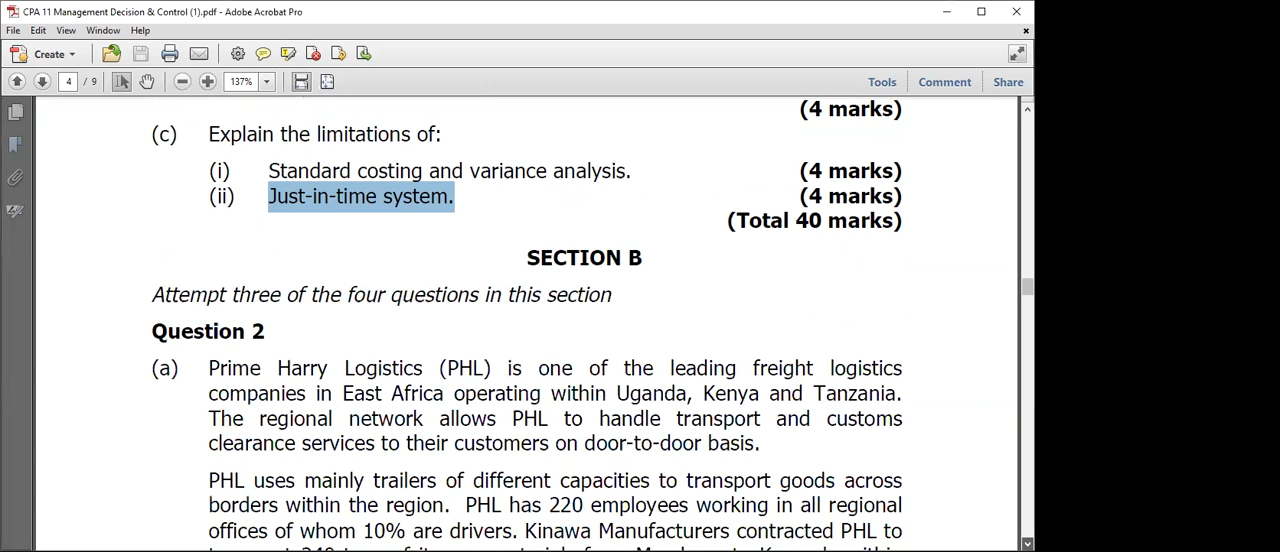 CPA 11 Management Decision & Control (1).pdf - Adobe Acrobat Pro
File Edit View Window Help
Create
4 / 9 137% Tools Comment Share
(4 marks)
(c) Explain the limitations of:
(i) Standard costing and variance analysis. (4 marks)
(ii) Just-in-time system. (4 marks)
(Total 40 marks)
SECTION B
Attempt three of the four questions in this section
Question 2
(a) Prime Harry Logistics (PHL) is one of the leading freight logistics
companies in East Africa operating within Uganda, Kenya and Tanzania.
The regional network allows PHL to handle transport and customs
clearance services to their customers on door-to-door basis.
PHL uses mainly trailers of different capacities to transport goods across
borders within the region. PHL has 220 employees working in all regional
offices of whom 10% are drivers. Kinawa Manufacturers contracted PHL to